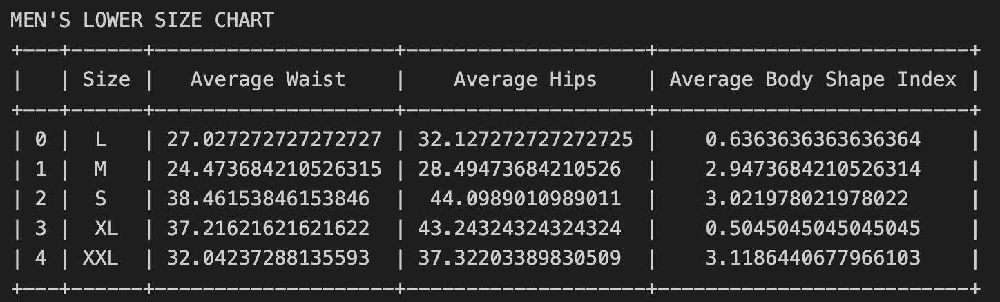 MEN'S LOWER SIZE CHART
+---+------+--------------------+--------------------+--------------------------+
|   | Size |   Average Waist    |    Average Hips    | Average Body Shape Index |
+---+------+--------------------+--------------------+--------------------------+
| 0 |  L   | 27.027272727272727 | 32.127272727272725 |    0.6363636363636364    |
| 1 |  M   | 24.473684210526315 | 28.49473684210526  |    2.9473684210526314    |
| 2 |  S   | 38.46153846153846  |  44.0989010989011  |    3.021978021978022     |
| 3 |  XL  | 37.21621621621622  | 43.24324324324324  |    0.5045045045045045    |
| 4 | XXL  | 32.04237288135593  | 37.32203389830509  |    3.1186440677966103    |
+---+------+--------------------+--------------------+--------------------------+